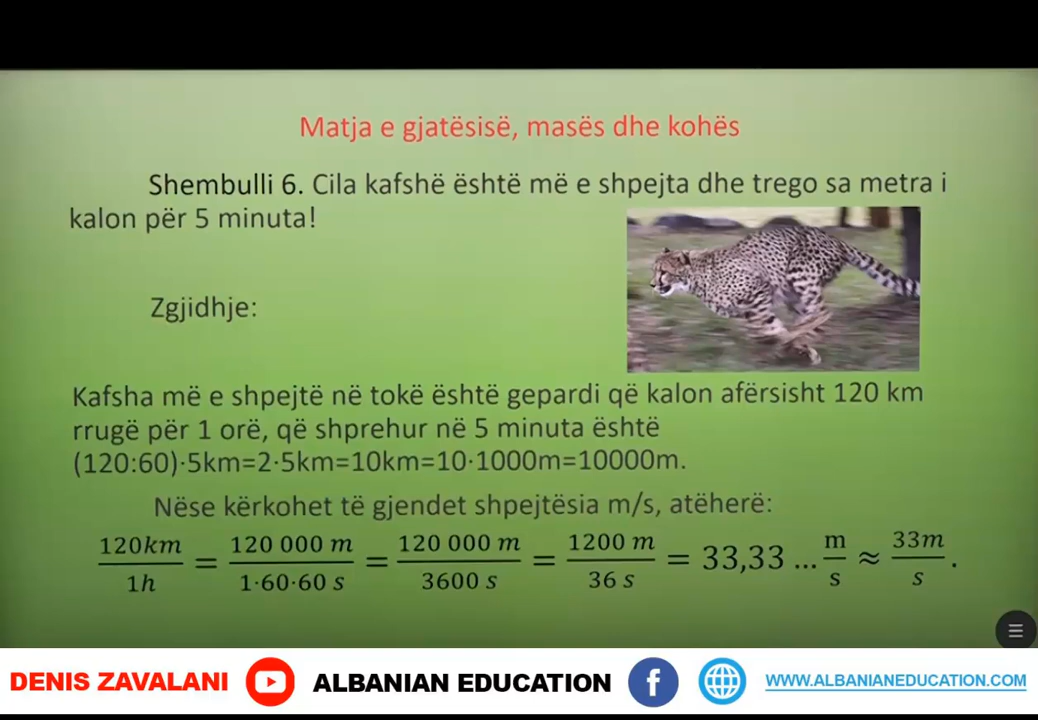 Matja e gjatësisë, masës dhe kohës
Shembulli 6. Cila kafshë është më e shpejta dhe trego sa metra i
kalon për 5 minuta!
Zgjidhje:
Kafsha më e shpejtë në tokë është gepardi që kalon afërsisht 120 km
rrugë për 1 orë, që shprehur në 5 minuta është
(120:60)·5km=2·5km=10km=10·1000m=10000m.
Nëse kërkohet të gjendet shpejtësia m/s, atëherë:
120km/1h = 120 000 m/1·60·60 s = 120 000 m/3600 s = 1200 m/36 s = 33,33 ... m/s ≈ 33m/s .
DENIS ZAVALANI ALBANIAN EDUCATION f WWW.ALBANIANEDUCATION.COM